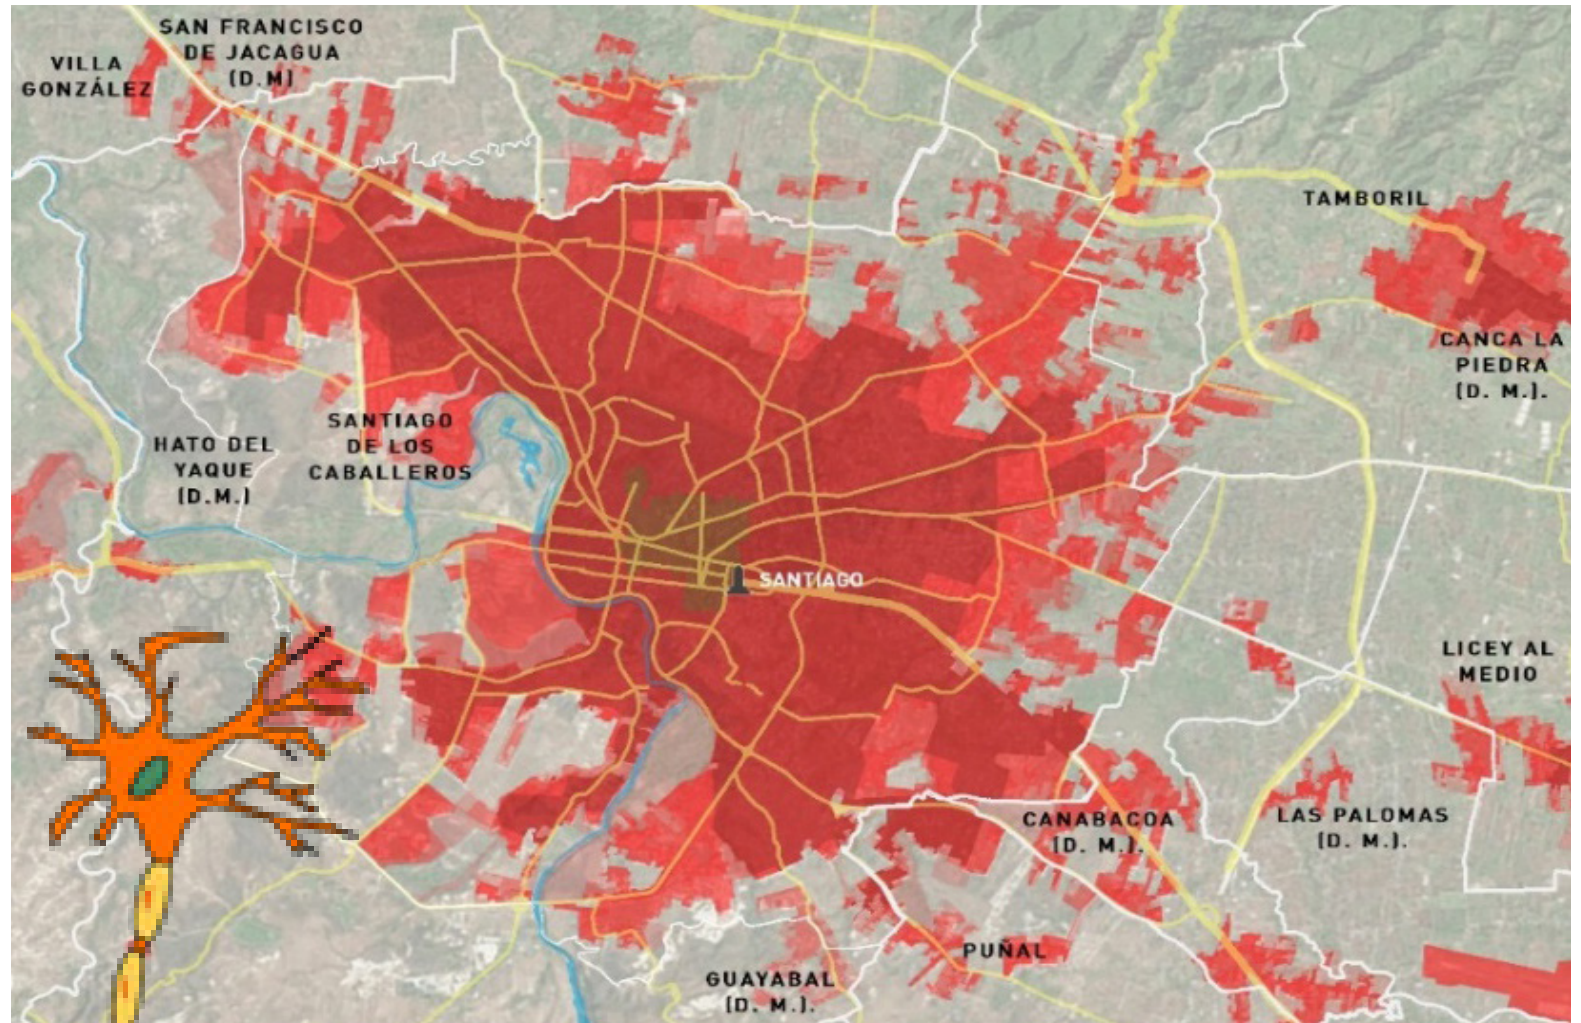 SAN FRANCISCO
DE JACAGUA
(D.M)
VILLA
GONZÁLEZ
TAMBORIL
CANCA LA
PIEDRA
(D. M.).
SANTIAGO
DE LOS
CABALLEROS
HATO DEL
YAQUE
(D.M.)
SANTIAGO
LICEY AL
MEDIO
CANABACOA
(D. M.).
LAS PALOMAS
(D. M.).
PUÑAL
GUAYABAL
(D. M.).